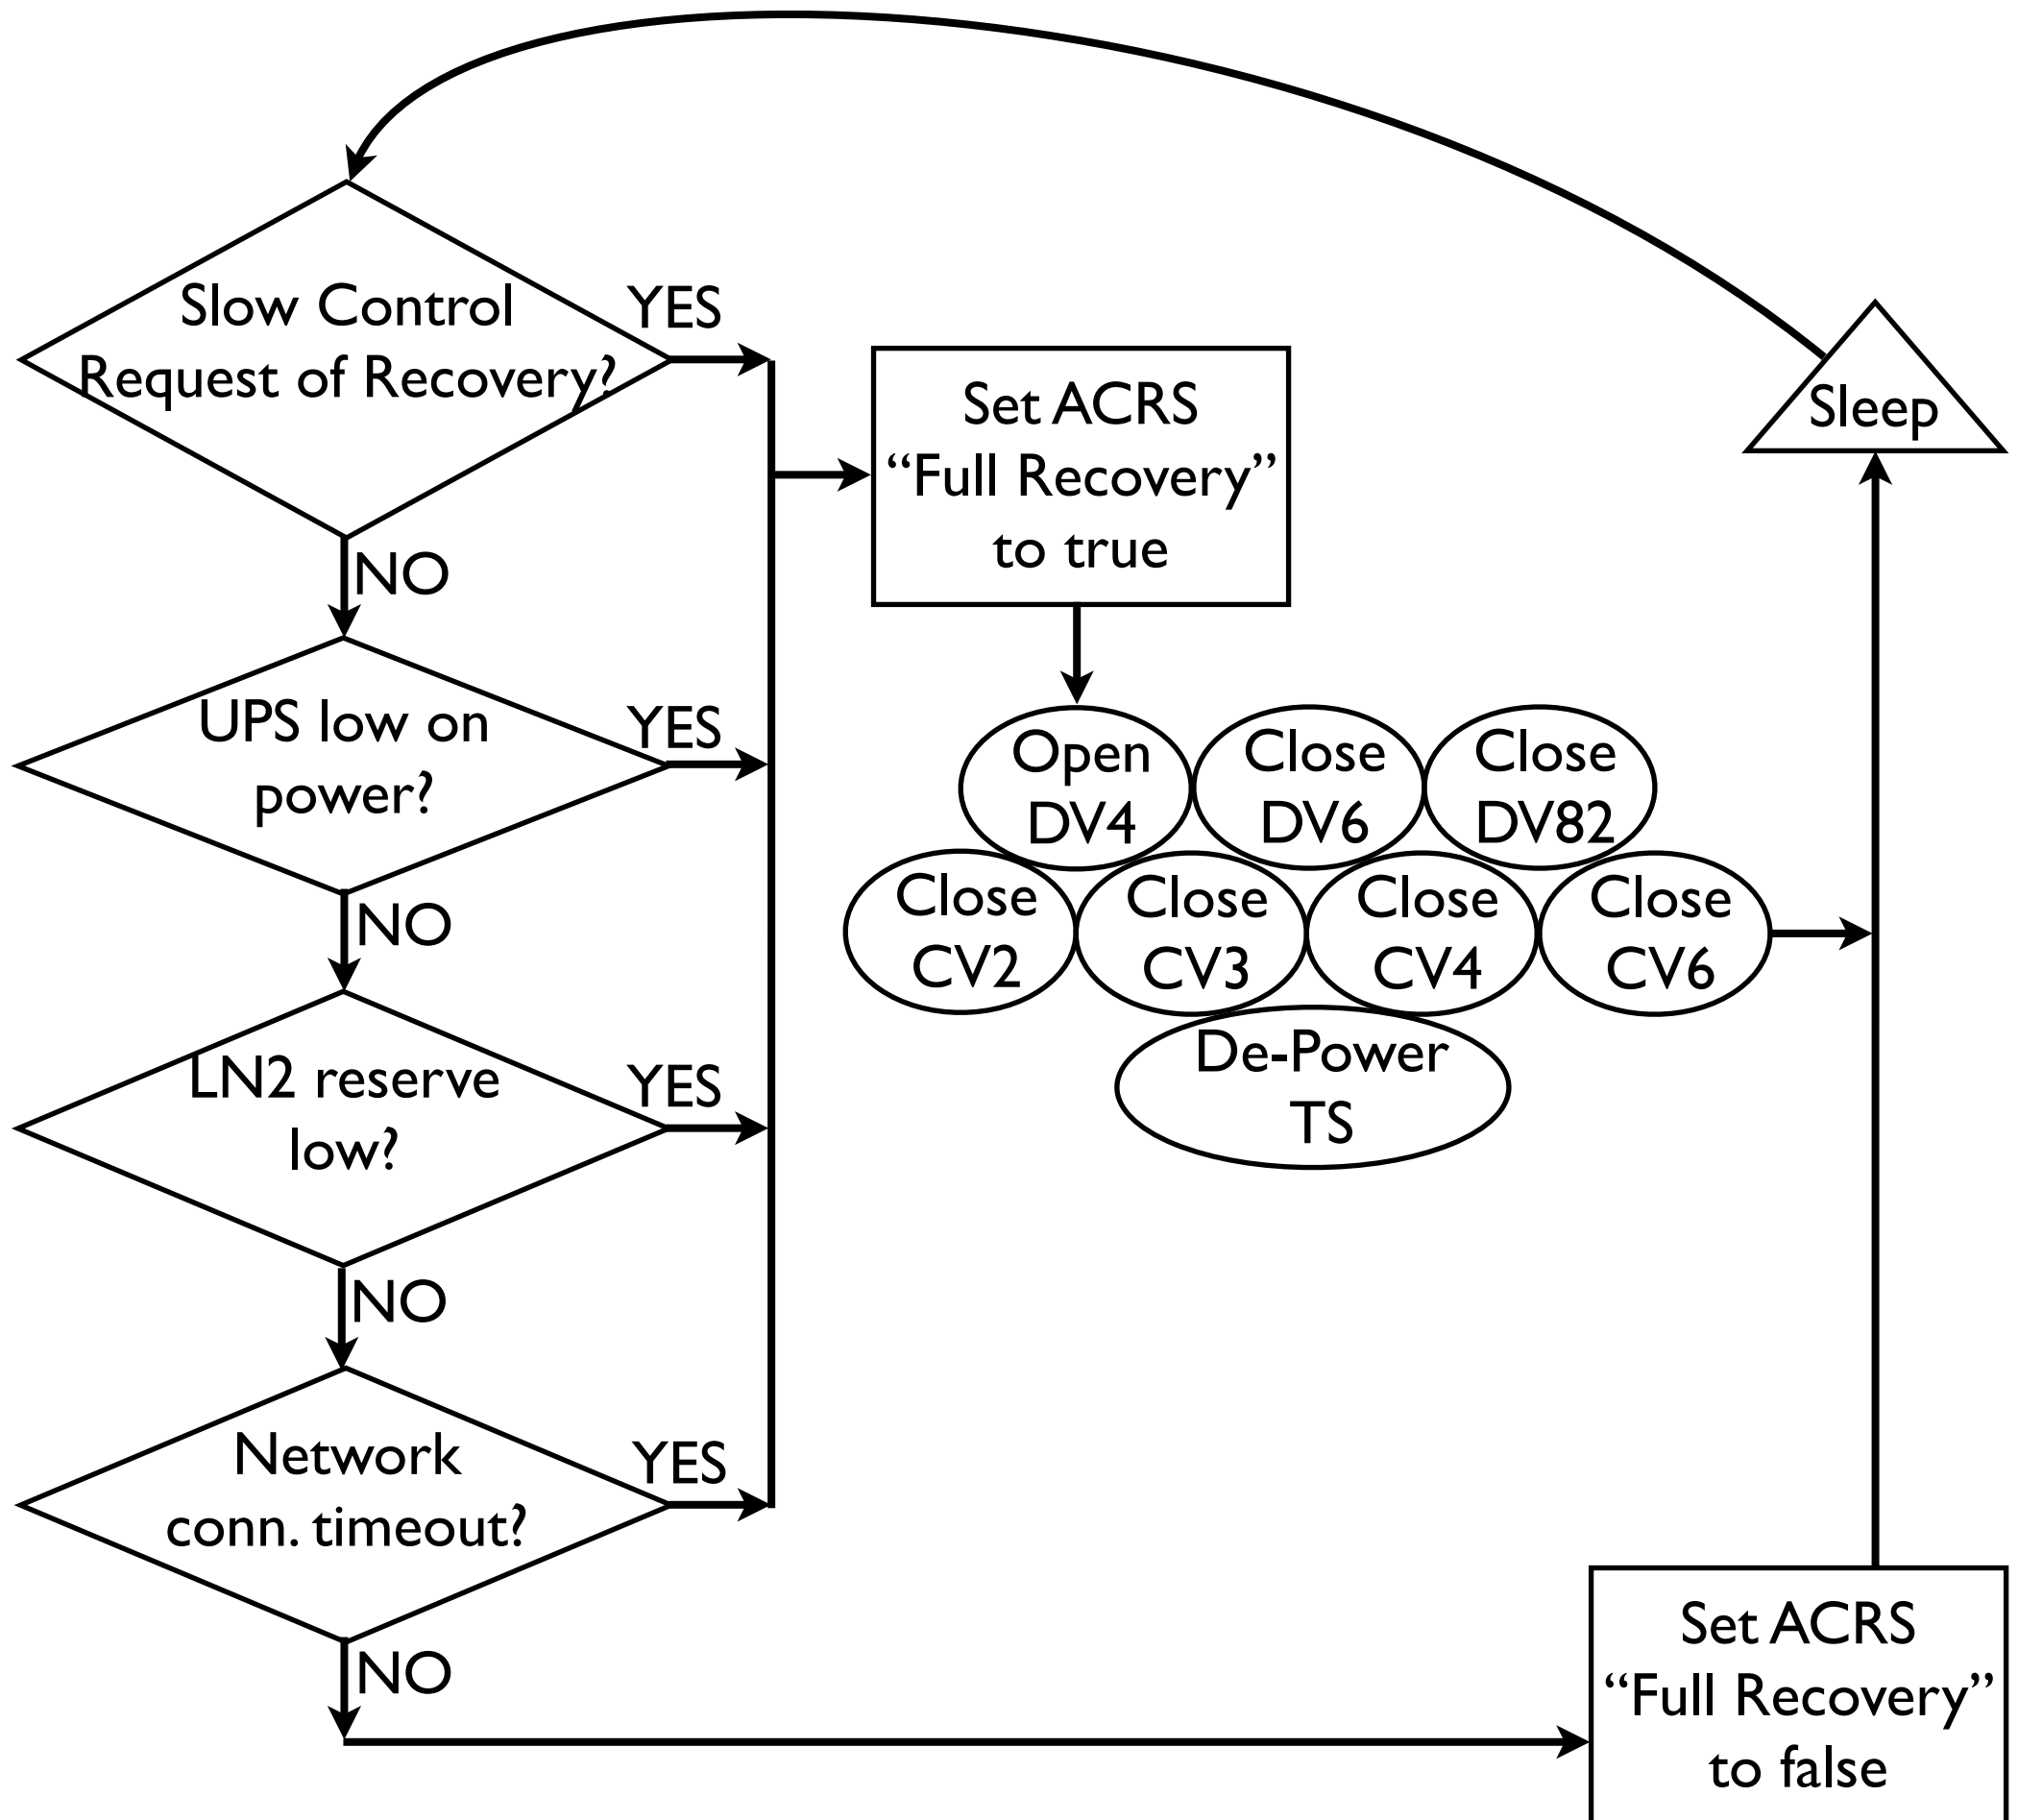 Slow Control
Request of Recovery?
YES
NO
UPS low on
power?
YES
NO
LN2 reserve
low?
YES
NO
Network
conn. timeout?
YES
NO
Set ACRS
“Full Recovery”
to true
Open
DV4
Close
DV6
Close
DV82
Close
CV2
Close
CV3
Close
CV4
Close
CV6
De-Power
TS
Sleep
Set ACRS
“Full Recovery”
to false